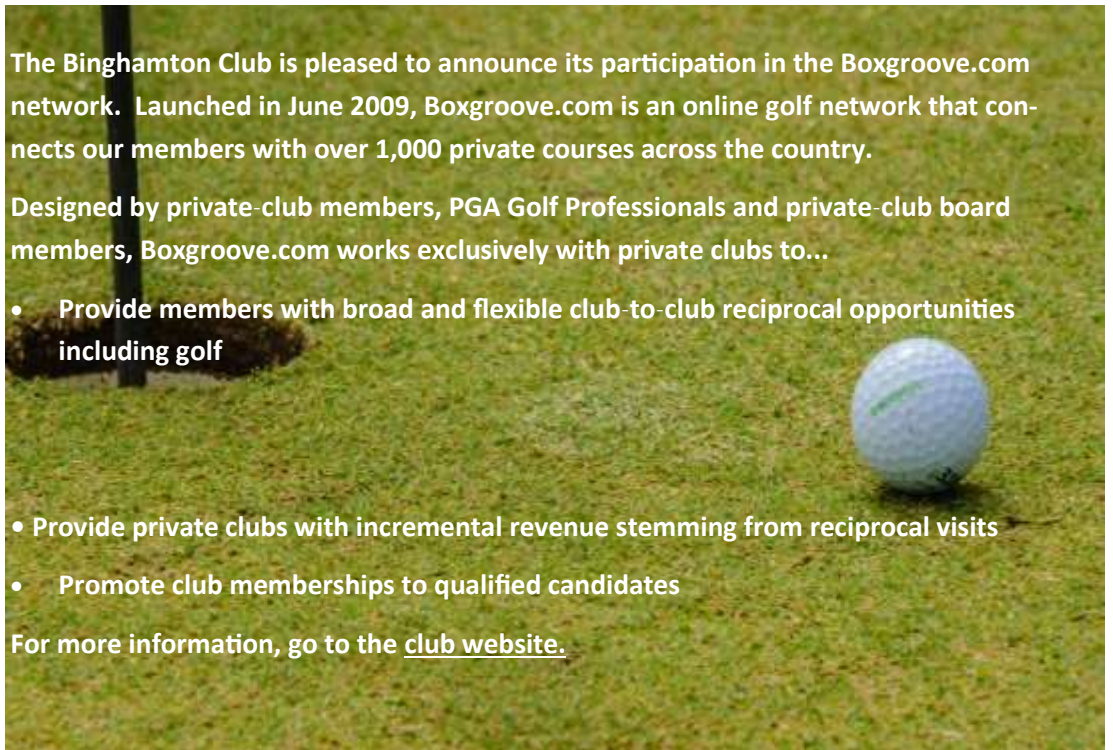 The Binghamton Club is pleased to announce its participation in the Boxgroove.com
network.  Launched in June 2009, Boxgroove.com is an online golf network that con-
nects our members with over 1,000 private courses across the country.
Designed by private-club members, PGA Golf Professionals and private-club board
members, Boxgroove.com works exclusively with private clubs to...
• Provide members with broad and flexible club-to-club reciprocal opportunities
including golf
• Provide private clubs with incremental revenue stemming from reciprocal visits
• Promote club memberships to qualified candidates
For more information, go to the club website.